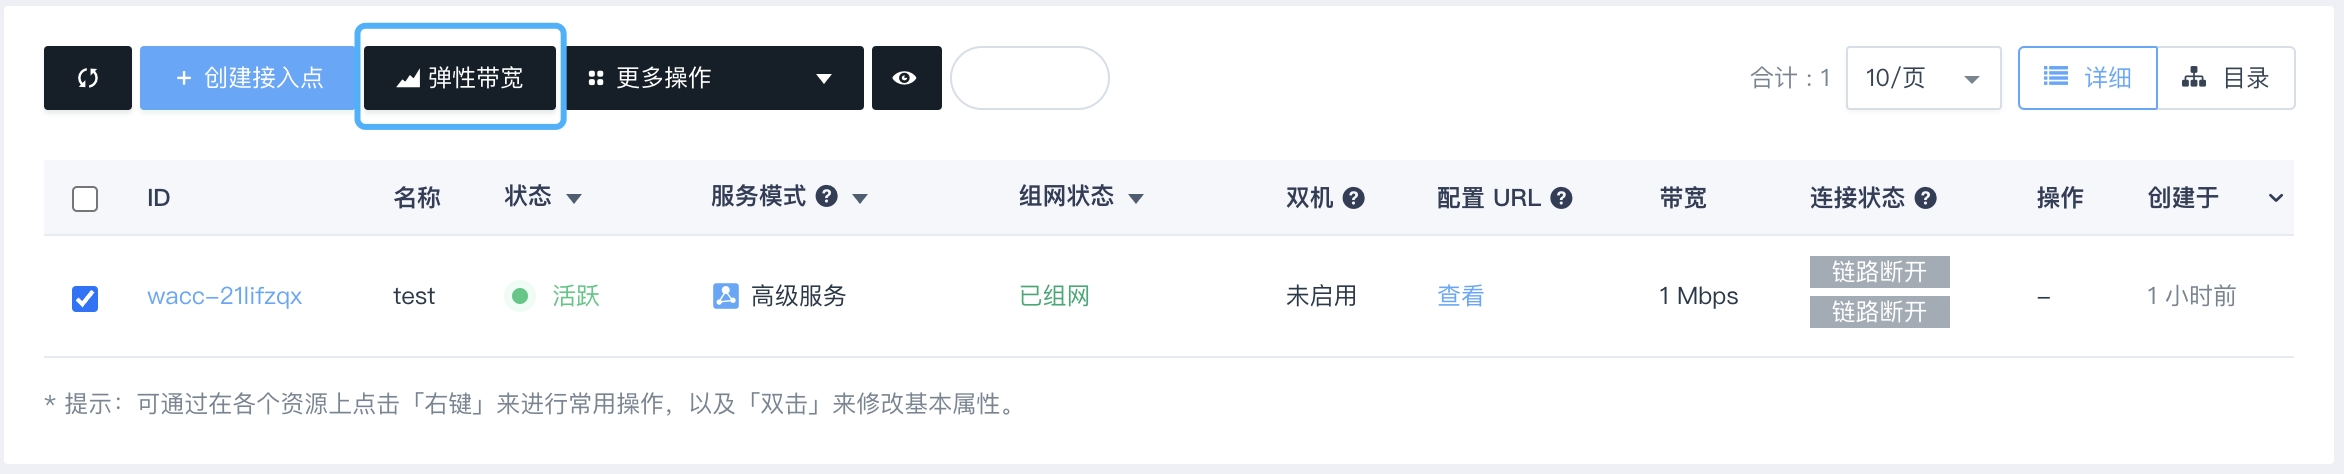 + 创建接入点 弹性带宽 更多操作 合计 : 1 10/页 详细 目录
ID 名称 状态 服务模式 组网状态 双机 配置 URL 带宽 连接状态 操作 创建于
wacc-21lifzqx test 活跃 高级服务 已组网 未启用 查看 1 Mbps 链路断开 – 1 小时前
链路断开
* 提示：可通过在各个资源上点击「右键」来进行常用操作，以及「双击」来修改基本属性。